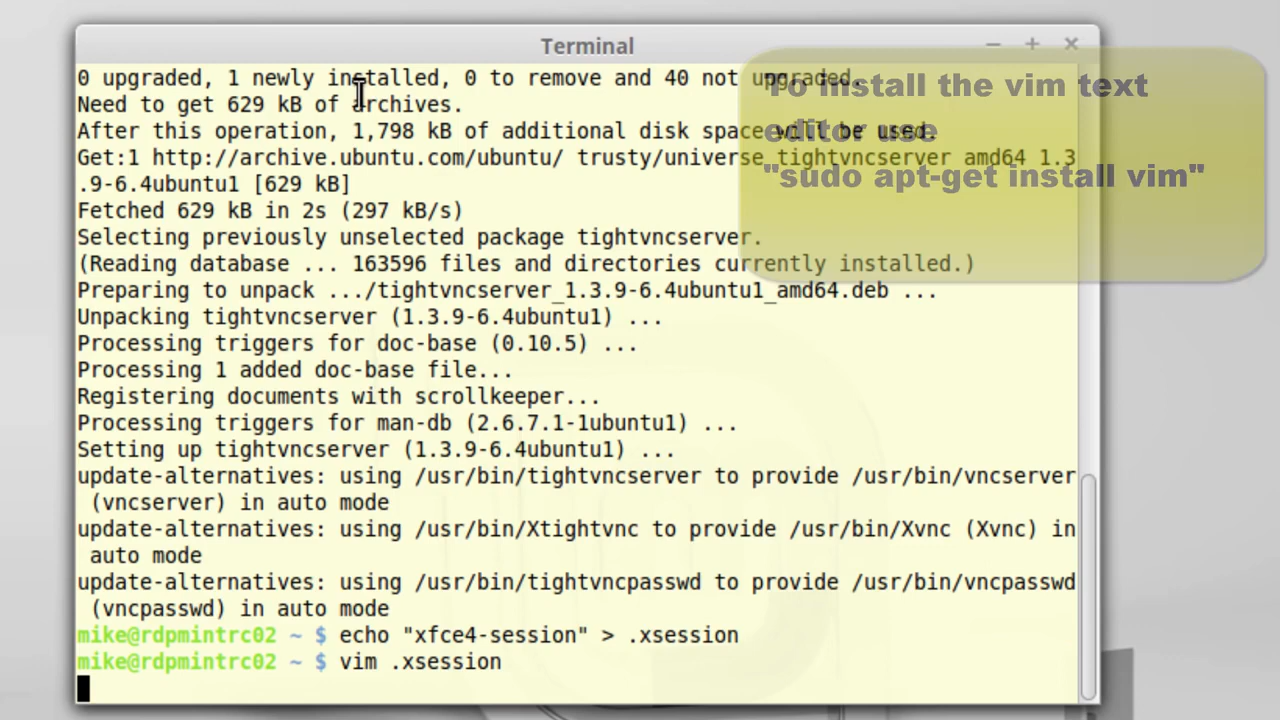 Terminal
0 upgraded, 1 newly installed, 0 to remove and 40 not upgraded.
Need to get 629 kB of archives.
After this operation, 1,798 kB of additional disk space will be used.
Get:1 http://archive.ubuntu.com/ubuntu/ trusty/universe tightvncserver amd64 1.3
.9-6.4ubuntu1 [629 kB]
Fetched 629 kB in 2s (297 kB/s)
Selecting previously unselected package tightvncserver.
(Reading database ... 163596 files and directories currently installed.)
Preparing to unpack .../tightvncserver_1.3.9-6.4ubuntu1_amd64.deb ...
Unpacking tightvncserver (1.3.9-6.4ubuntu1) ...
Processing triggers for doc-base (0.10.5) ...
Processing 1 added doc-base file...
Registering documents with scrollkeeper...
Processing triggers for man-db (2.6.7.1-1ubuntu1) ...
Setting up tightvncserver (1.3.9-6.4ubuntu1) ...
update-alternatives: using /usr/bin/tightvncserver to provide /usr/bin/vncserver
(vncserver) in auto mode
update-alternatives: using /usr/bin/Xtightvnc to provide /usr/bin/Xvnc (Xvnc) in
auto mode
update-alternatives: using /usr/bin/tightvncpasswd to provide /usr/bin/vncpasswd
(vncpasswd) in auto mode
mike@rdpmintrc02 ~ $ echo "xfce4-session" > .xsession
mike@rdpmintrc02 ~ $ vim .xsession
To install the vim text
editor use
"sudo apt-get install vim"